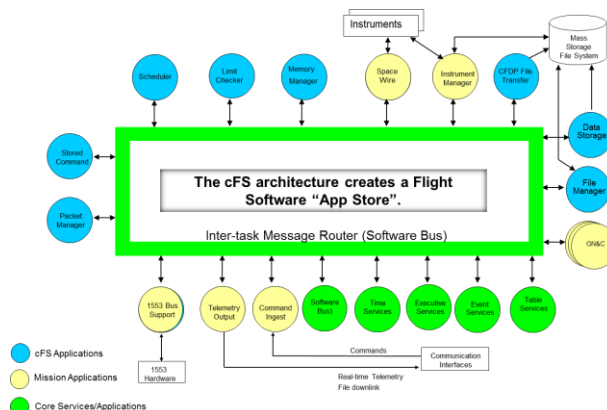 Instruments
Mass
Storage
File System
Scheduler
Limit
Checker
Memory
Manager
Space
Wire
Instrument
Manager
CFDP File
Transfer
Stored
Command
Data
Storage
The cFS architecture creates a Flight
Software “App Store”.
File
Manager
Packet
Manager
Inter-task Message Router (Software Bus)
GN&C
1553 Bus
Support
Telemetry
Output
Command
Ingest
Software
Bus)
Time
Services
Executive
Services
Event
Services
Table
Services
cFS Applications
Mission Applications
Core Services/Applications
1553
Hardware
Commands
Real-time Telemetry
File downlink
Communication
Interfaces